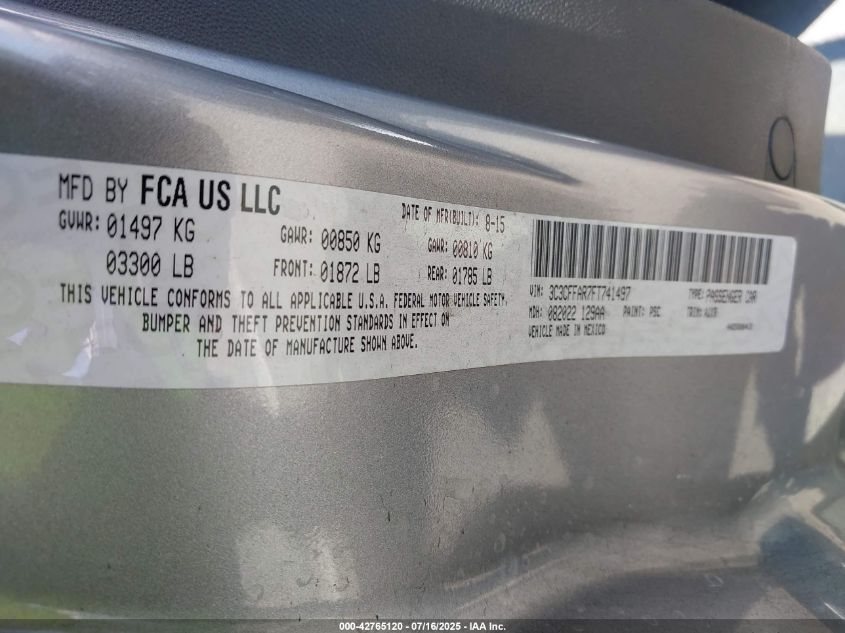 MFD BY FCA US LLC
DATE OF MFR(BUILT): 8-15
GVWR: 01497 KG
GAWR: 00850 KG
GAWR: 00810 KG
03300 LB
FRONT: 01872 LB
REAR: 01785 LB
THIS VEHICLE CONFORMS TO ALL APPLICABLE U.S.A. FEDERAL MOTOR VEHICLE SAFETY,
BUMPER AND THEFT PREVENTION STANDARDS IN EFFECT ON
THE DATE OF MANUFACTURE SHOWN ABOVE.
VIN: 3C3CFFAR7FT741497
TYPE: PASSENGER CAR
MDH: 082022 129AA
PAINT: PSC
TRIM: AUX9
VEHICLE MADE IN MEXICO
000-42765120 - 07/16/2025 - IAA Inc.